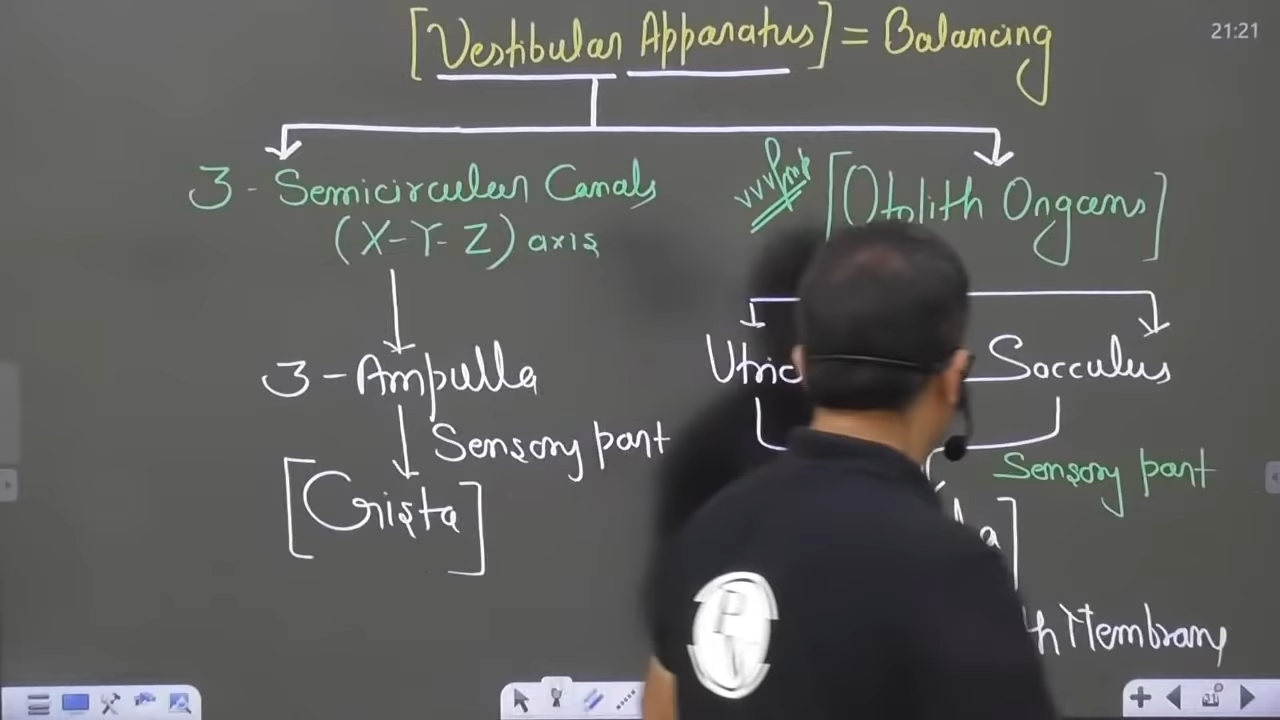 [Vestibular Apparatus] = Balancing
21:21
3 - Semicircular Canals
(X-Y-Z) axis
vvvImp [Otolith Organs]
3 - Ampulla
Sacculus
Sensory part
Sensory part
[Crista]
Membrane